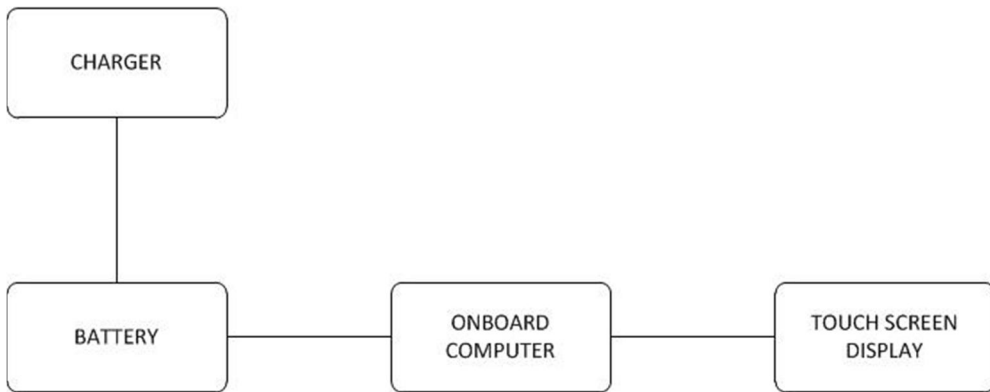 CHARGER
BATTERY
ONBOARD
COMPUTER
TOUCH SCREEN
DISPLAY